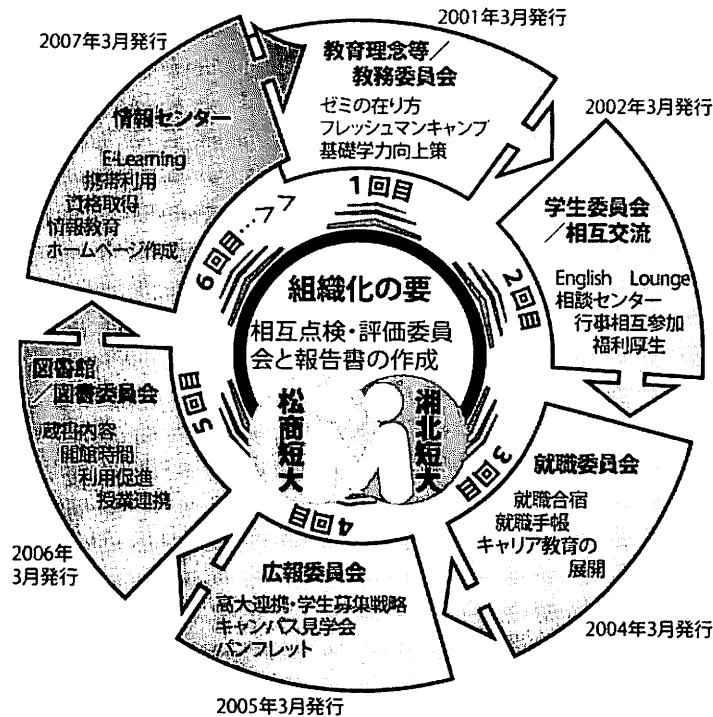 2001年3月発行
教育理念等／
教務委員会
ゼミの在り方
フレッシュマンキャンプ
基礎学力向上策
1回目
2002年3月発行
学生委員会
／相互交流
English Lounge
相談センター
行事相互参加
福利厚生
2回目
就職委員会
就職合宿
就職手帳
キャリア教育の
展開
3回目
2004年3月発行
広報委員会
高大連携・学生募集戦略
キャンパス見学会
パンフレット
4回目
2005年3月発行
図書館
／図書委員会
蔵書内容
開館時間
利用促進
授業連携
5回目
2006年
3月発行
2007年3月発行
情報センター
E-Learning
携帯利用
資格取得
情報教育
ホームページ作成
6回目…
組織化の要
相互点検・評価委員
会と報告書の作成
松商短大
湘北短大